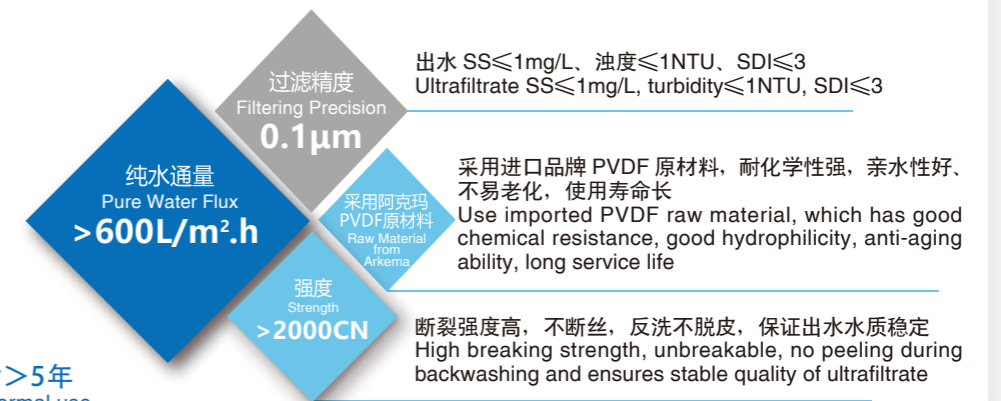 过滤精度
Filtering Precision
0.1μm
出水 SS≤1mg/L、浊度≤1NTU、SDI≤3
Ultrafiltrate SS≤1mg/L, turbidity≤1NTU, SDI≤3
纯水通量
Pure Water Flux
>600L/m².h
采用阿克玛
PVDF原材料
Raw Material
from
Arkema
采用进口品牌 PVDF 原材料，耐化学性强，亲水性好、
不易老化，使用寿命长
Use imported PVDF raw material, which has good
chemical resistance, good hydrophilicity, anti-aging
ability, long service life
强度
Strength
>2000CN
断裂强度高，不断丝，反洗不脱皮，保证出水水质稳定
High breaking strength, unbreakable, no peeling during
backwashing and ensures stable quality of ultrafiltrate
>5年